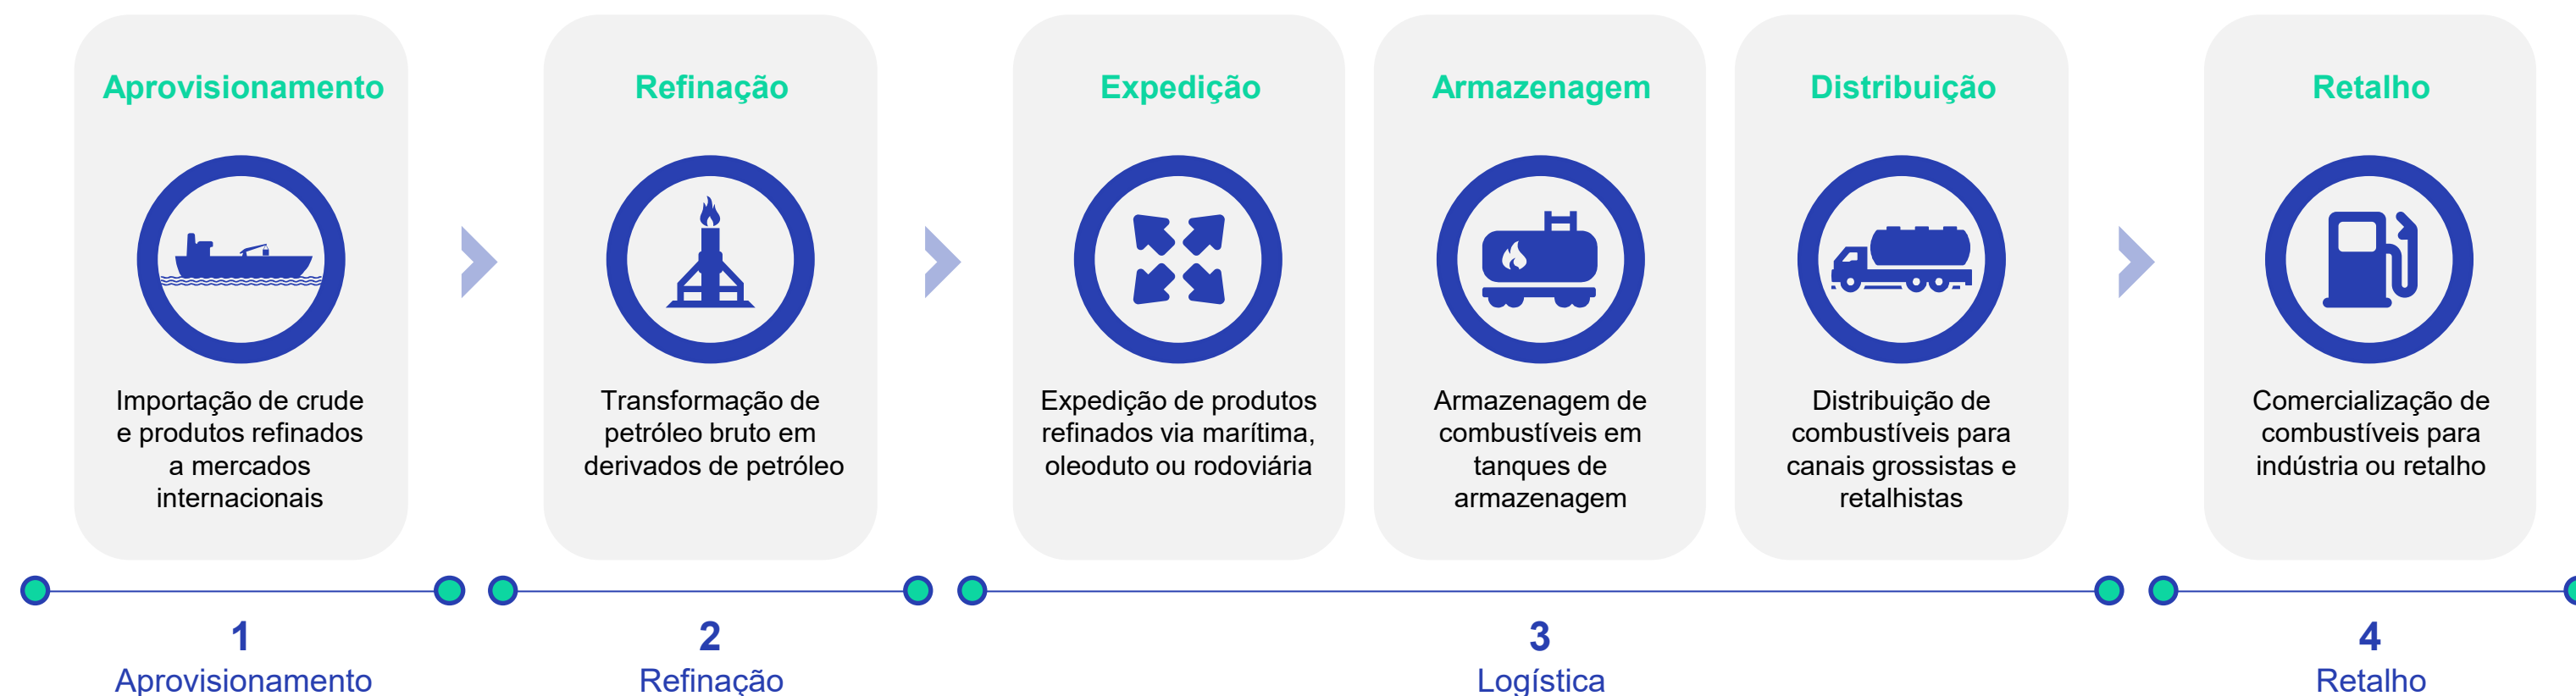 Aprovisionamento
Importação de crude
e produtos refinados
a mercados
internacionais
Refinação
Transformação de
petróleo bruto em
derivados de petróleo
Expedição
Expedição de produtos
refinados via marítima,
oleoduto ou rodoviária
Armazenagem
Armazenagem de
combustíveis em
tanques de
armazenagem
Distribuição
Distribuição de
combustíveis para
canais grossistas e
retalhistas
Retalho
Comercialização de
combustíveis para
indústria ou retalho
1
Aprovisionamento
2
Refinação
3
Logística
4
Retalho